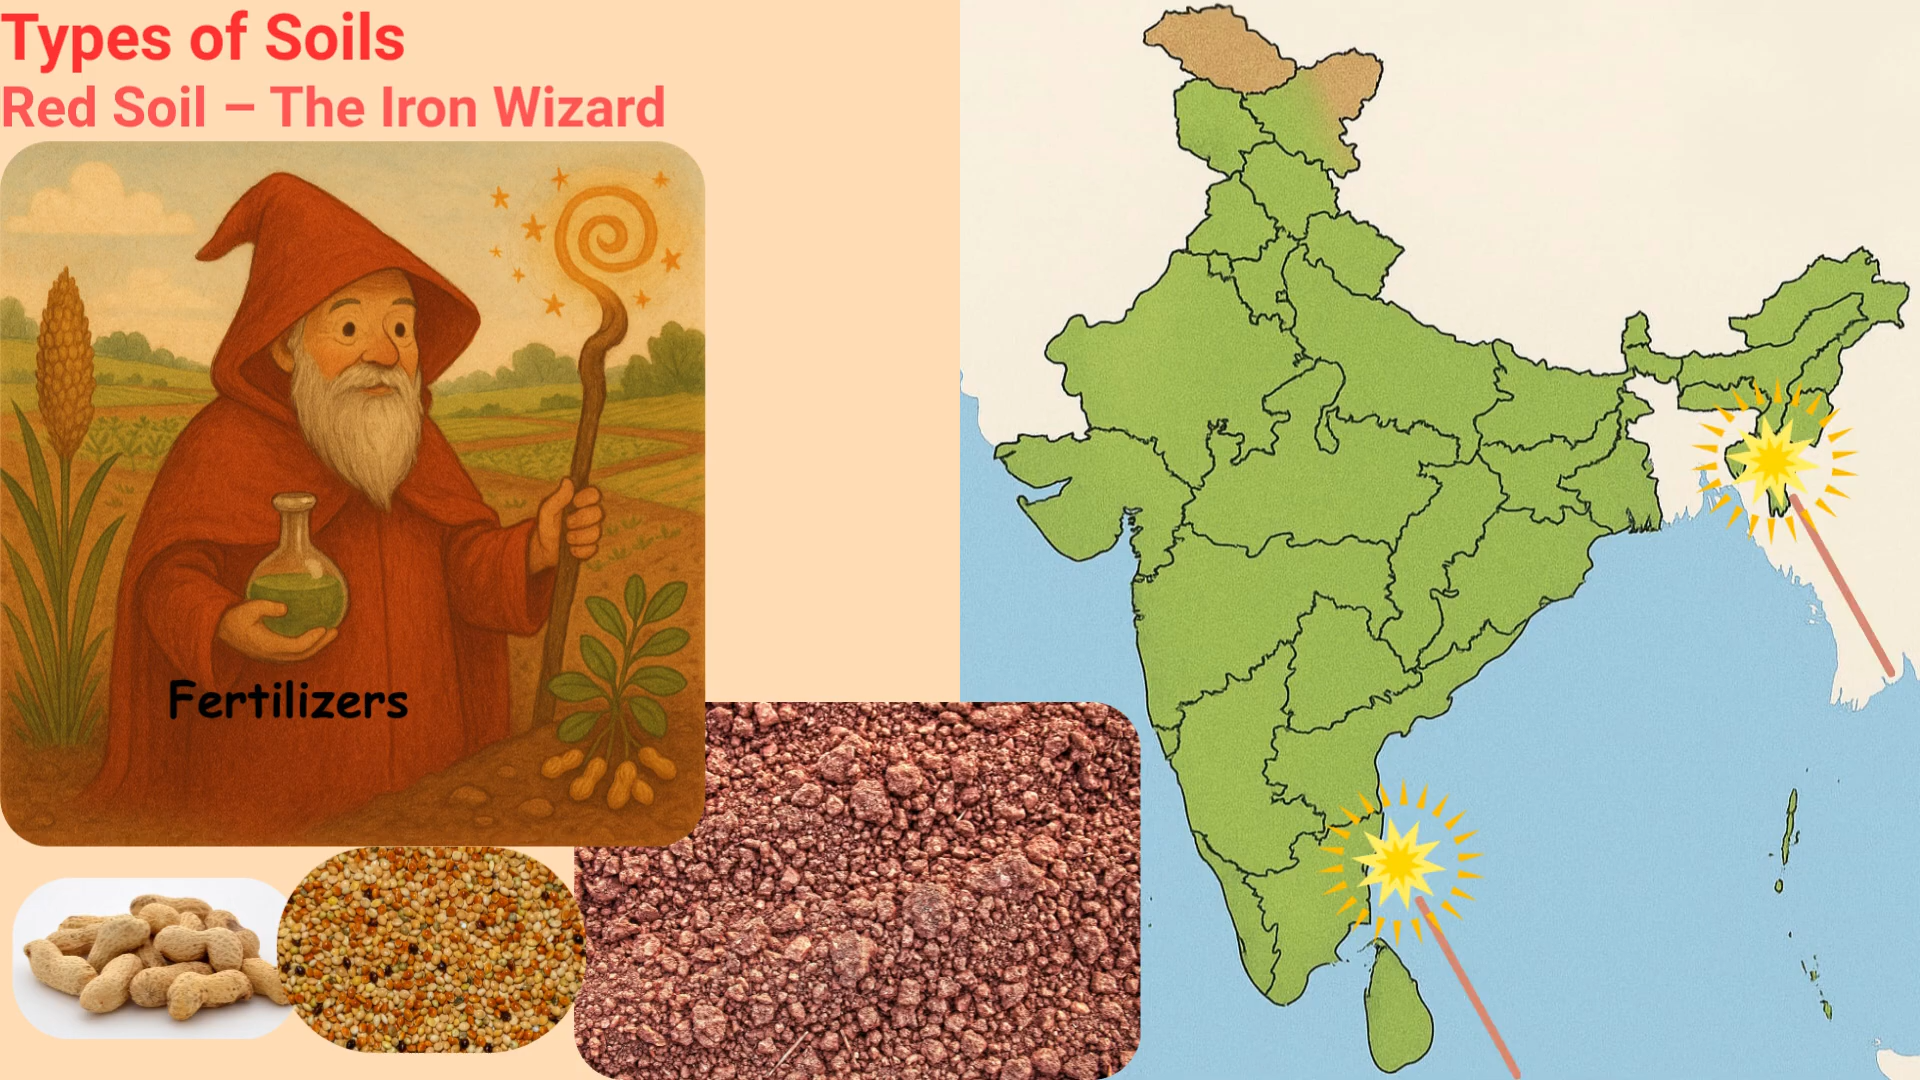 Types of Soils
Red Soil – The Iron Wizard
Fertilizers